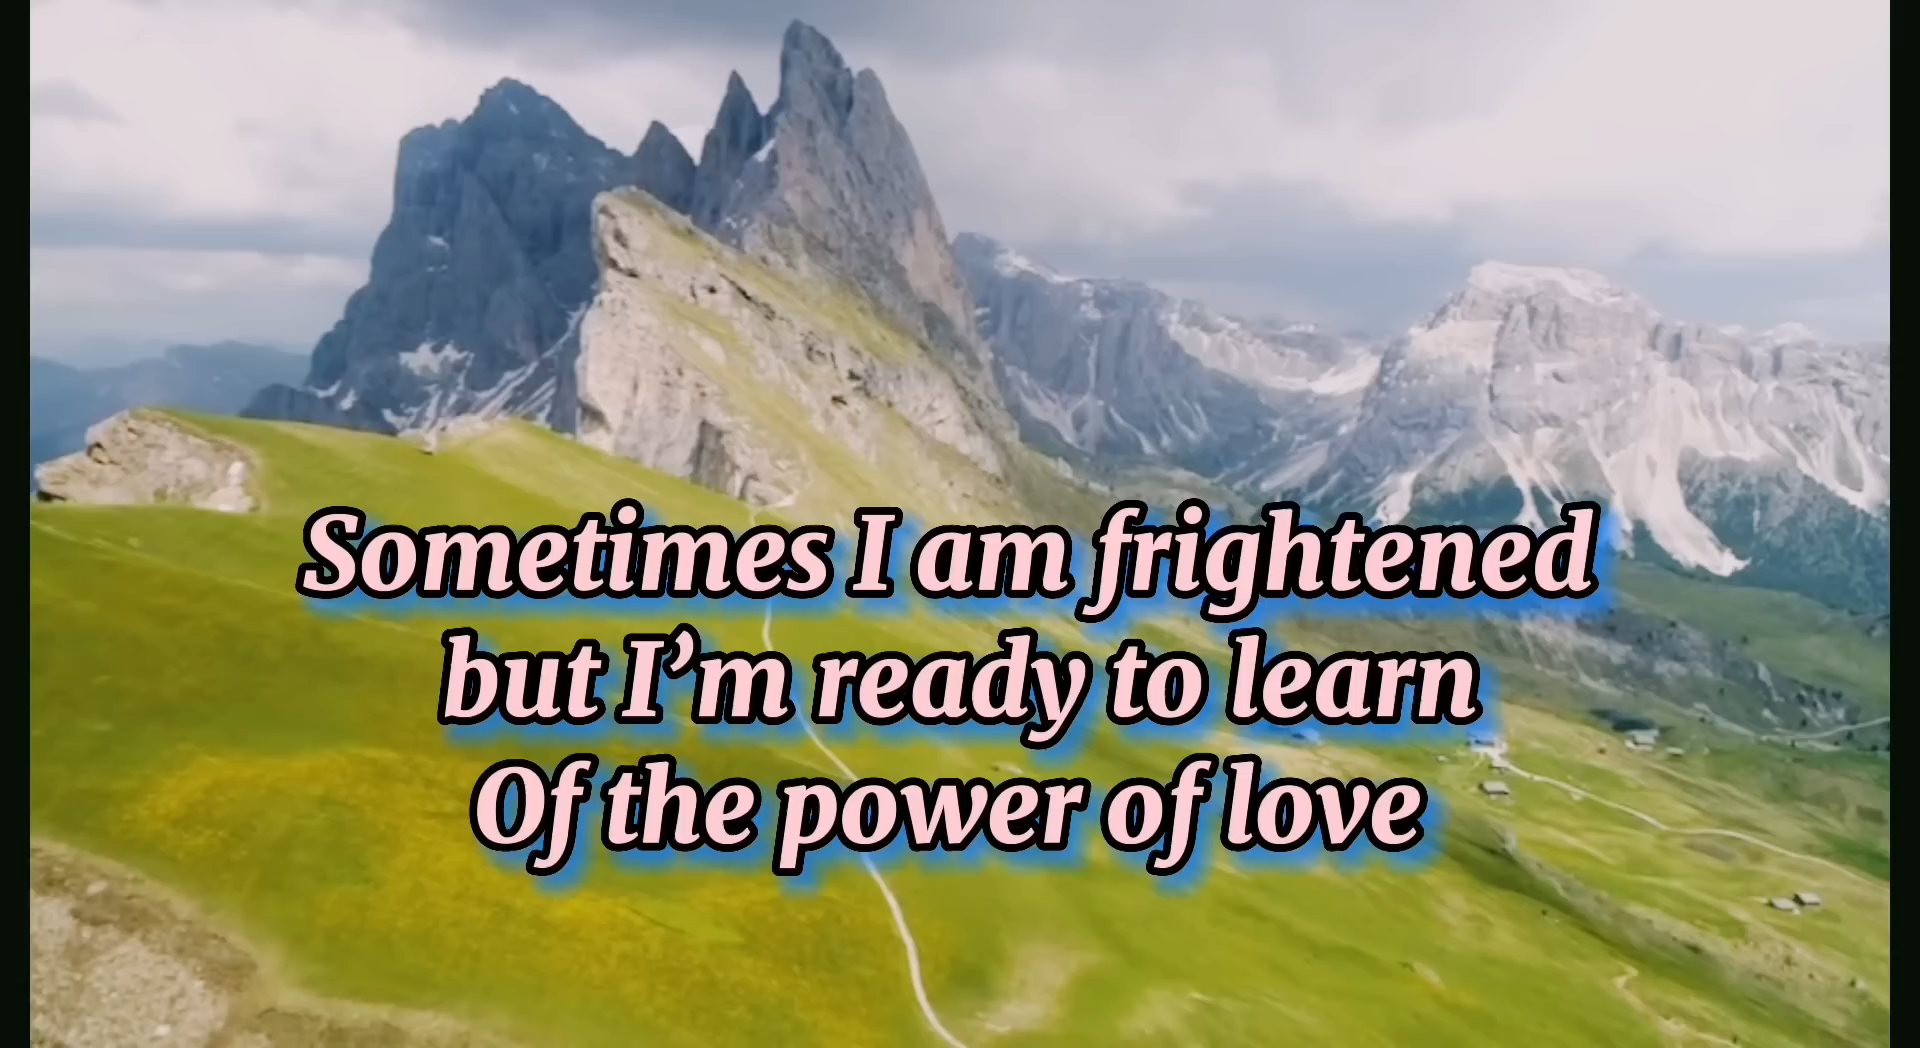 Sometimes I am frightened
but I’m ready to learn
Of the power of love